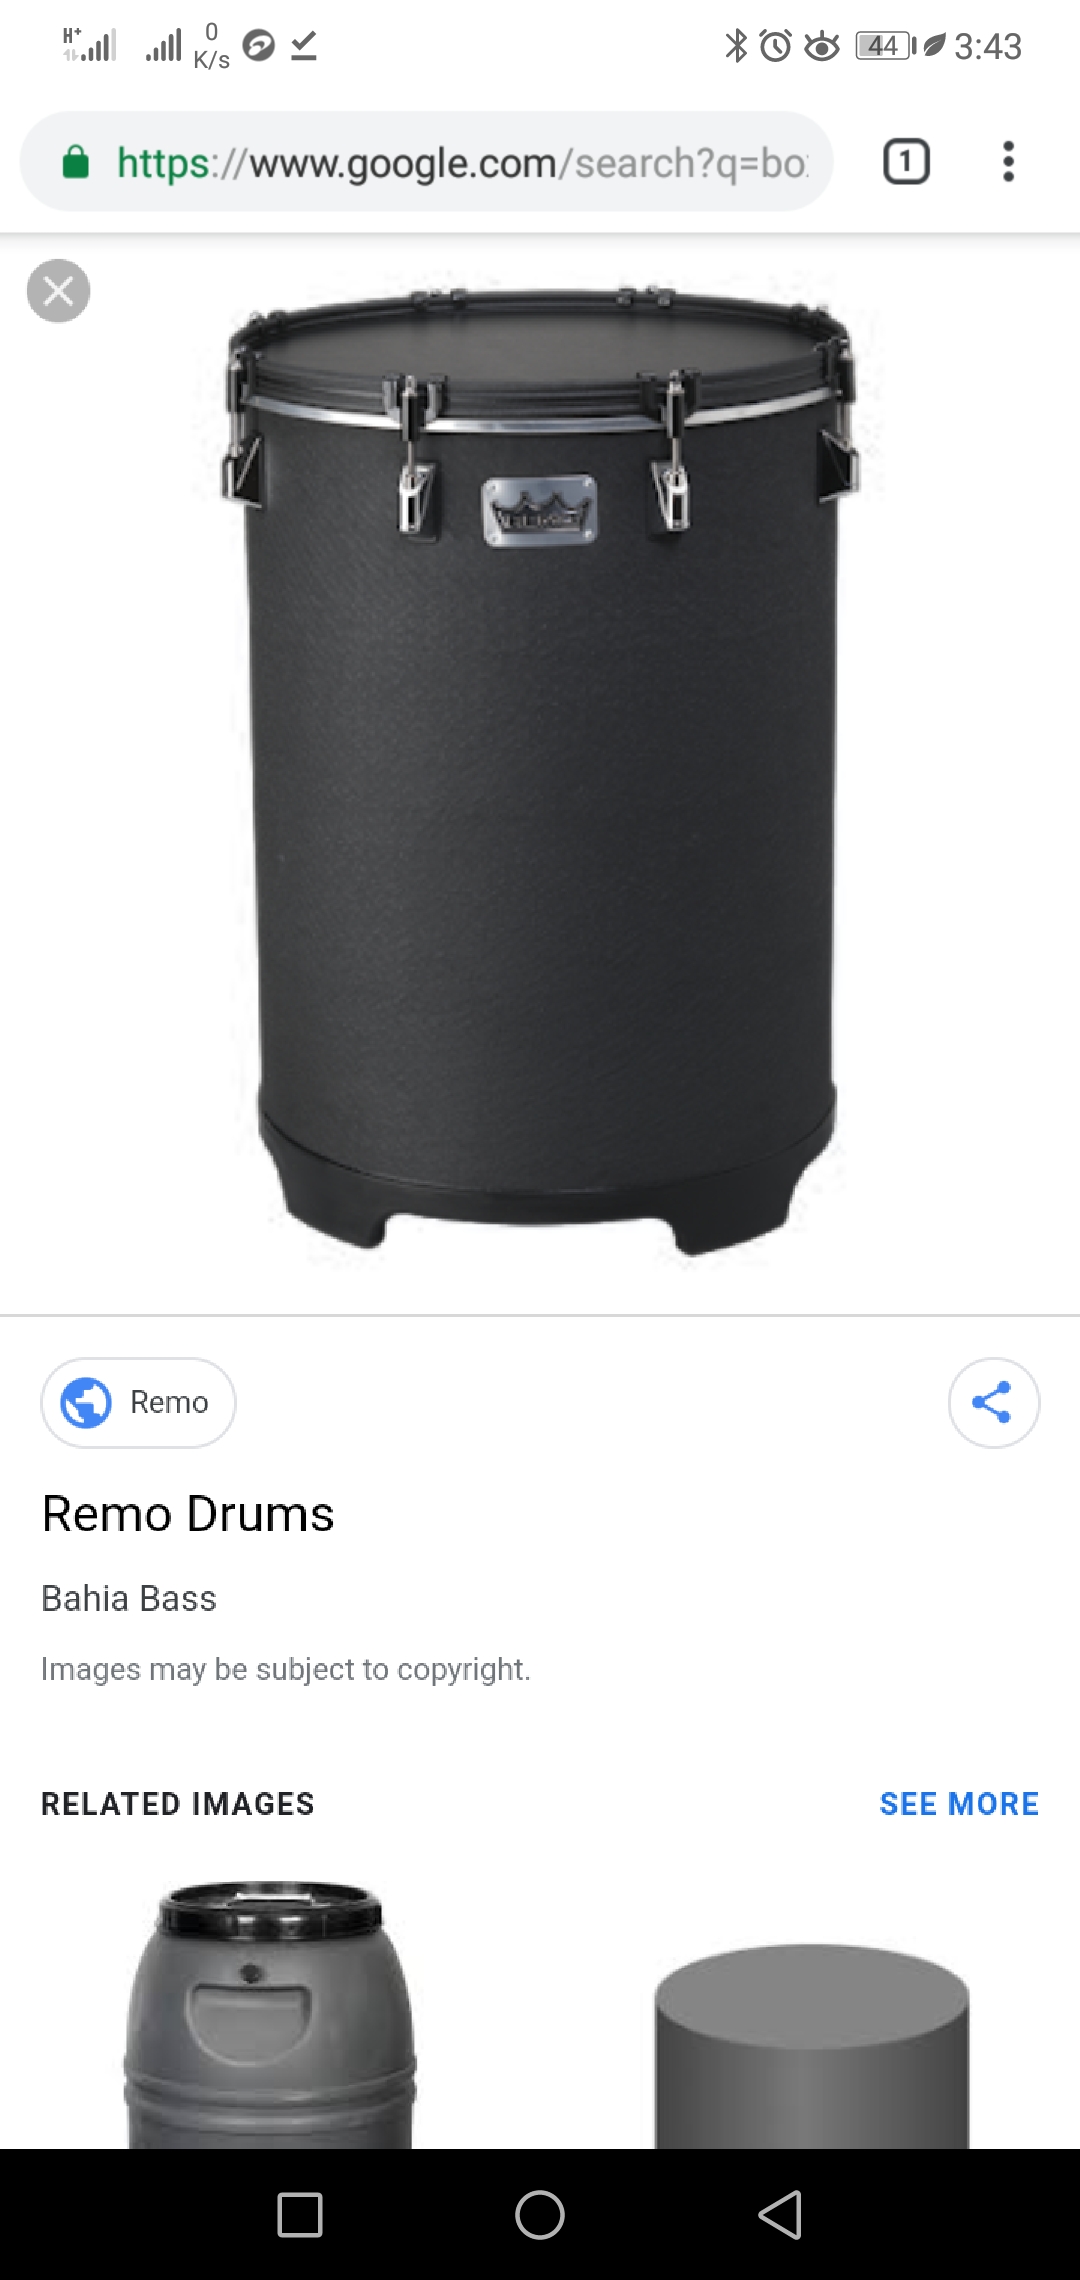 H+
0
K/s
44
3:43
https://www.google.com/search?q=bo
1
Remo
Remo Drums
Bahia Bass
Images may be subject to copyright.
RELATED IMAGES
SEE MORE